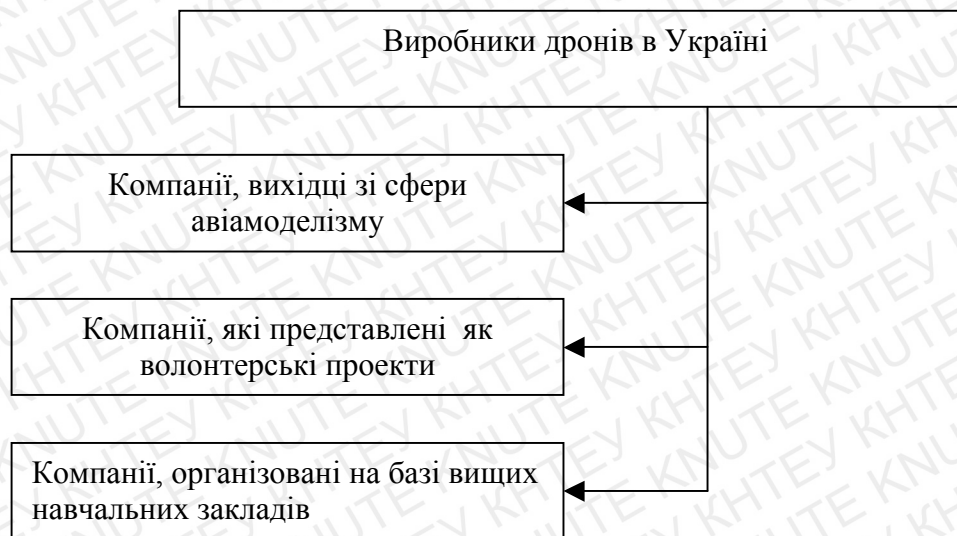 Виробники дронів в Україні
Компанії, вихідці зі сфери
авіамоделізму
Компанії, які представлені як
волонтерські проекти
Компанії, організовані на базі вищих
навчальних закладів